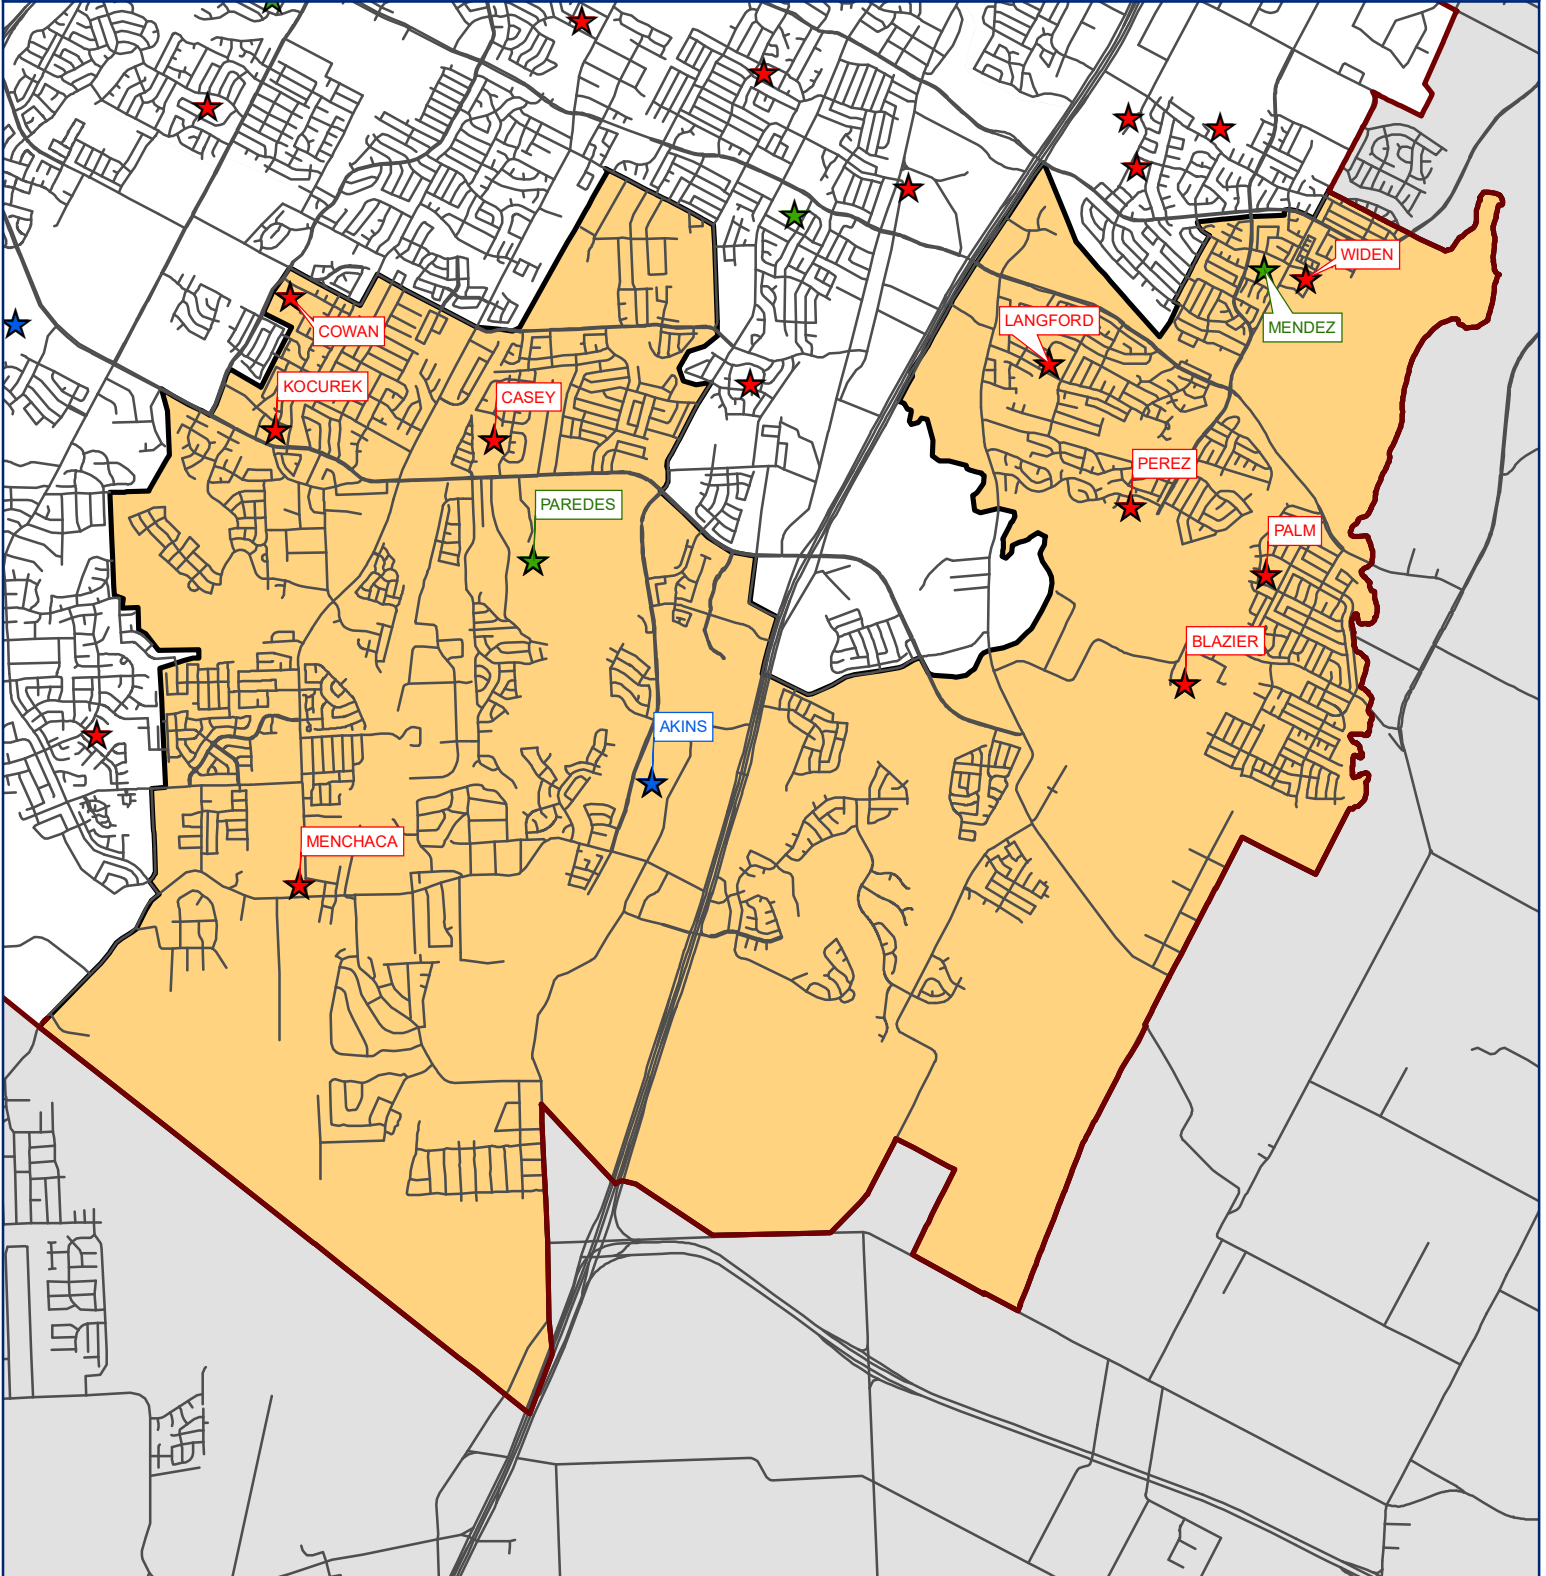 WIDEN
LANGFORD
MENDEZ
COWAN
KOCUREK
CASEY
PEREZ
PAREDES
PALM
BLAZIER
AKINS
MENCHACA